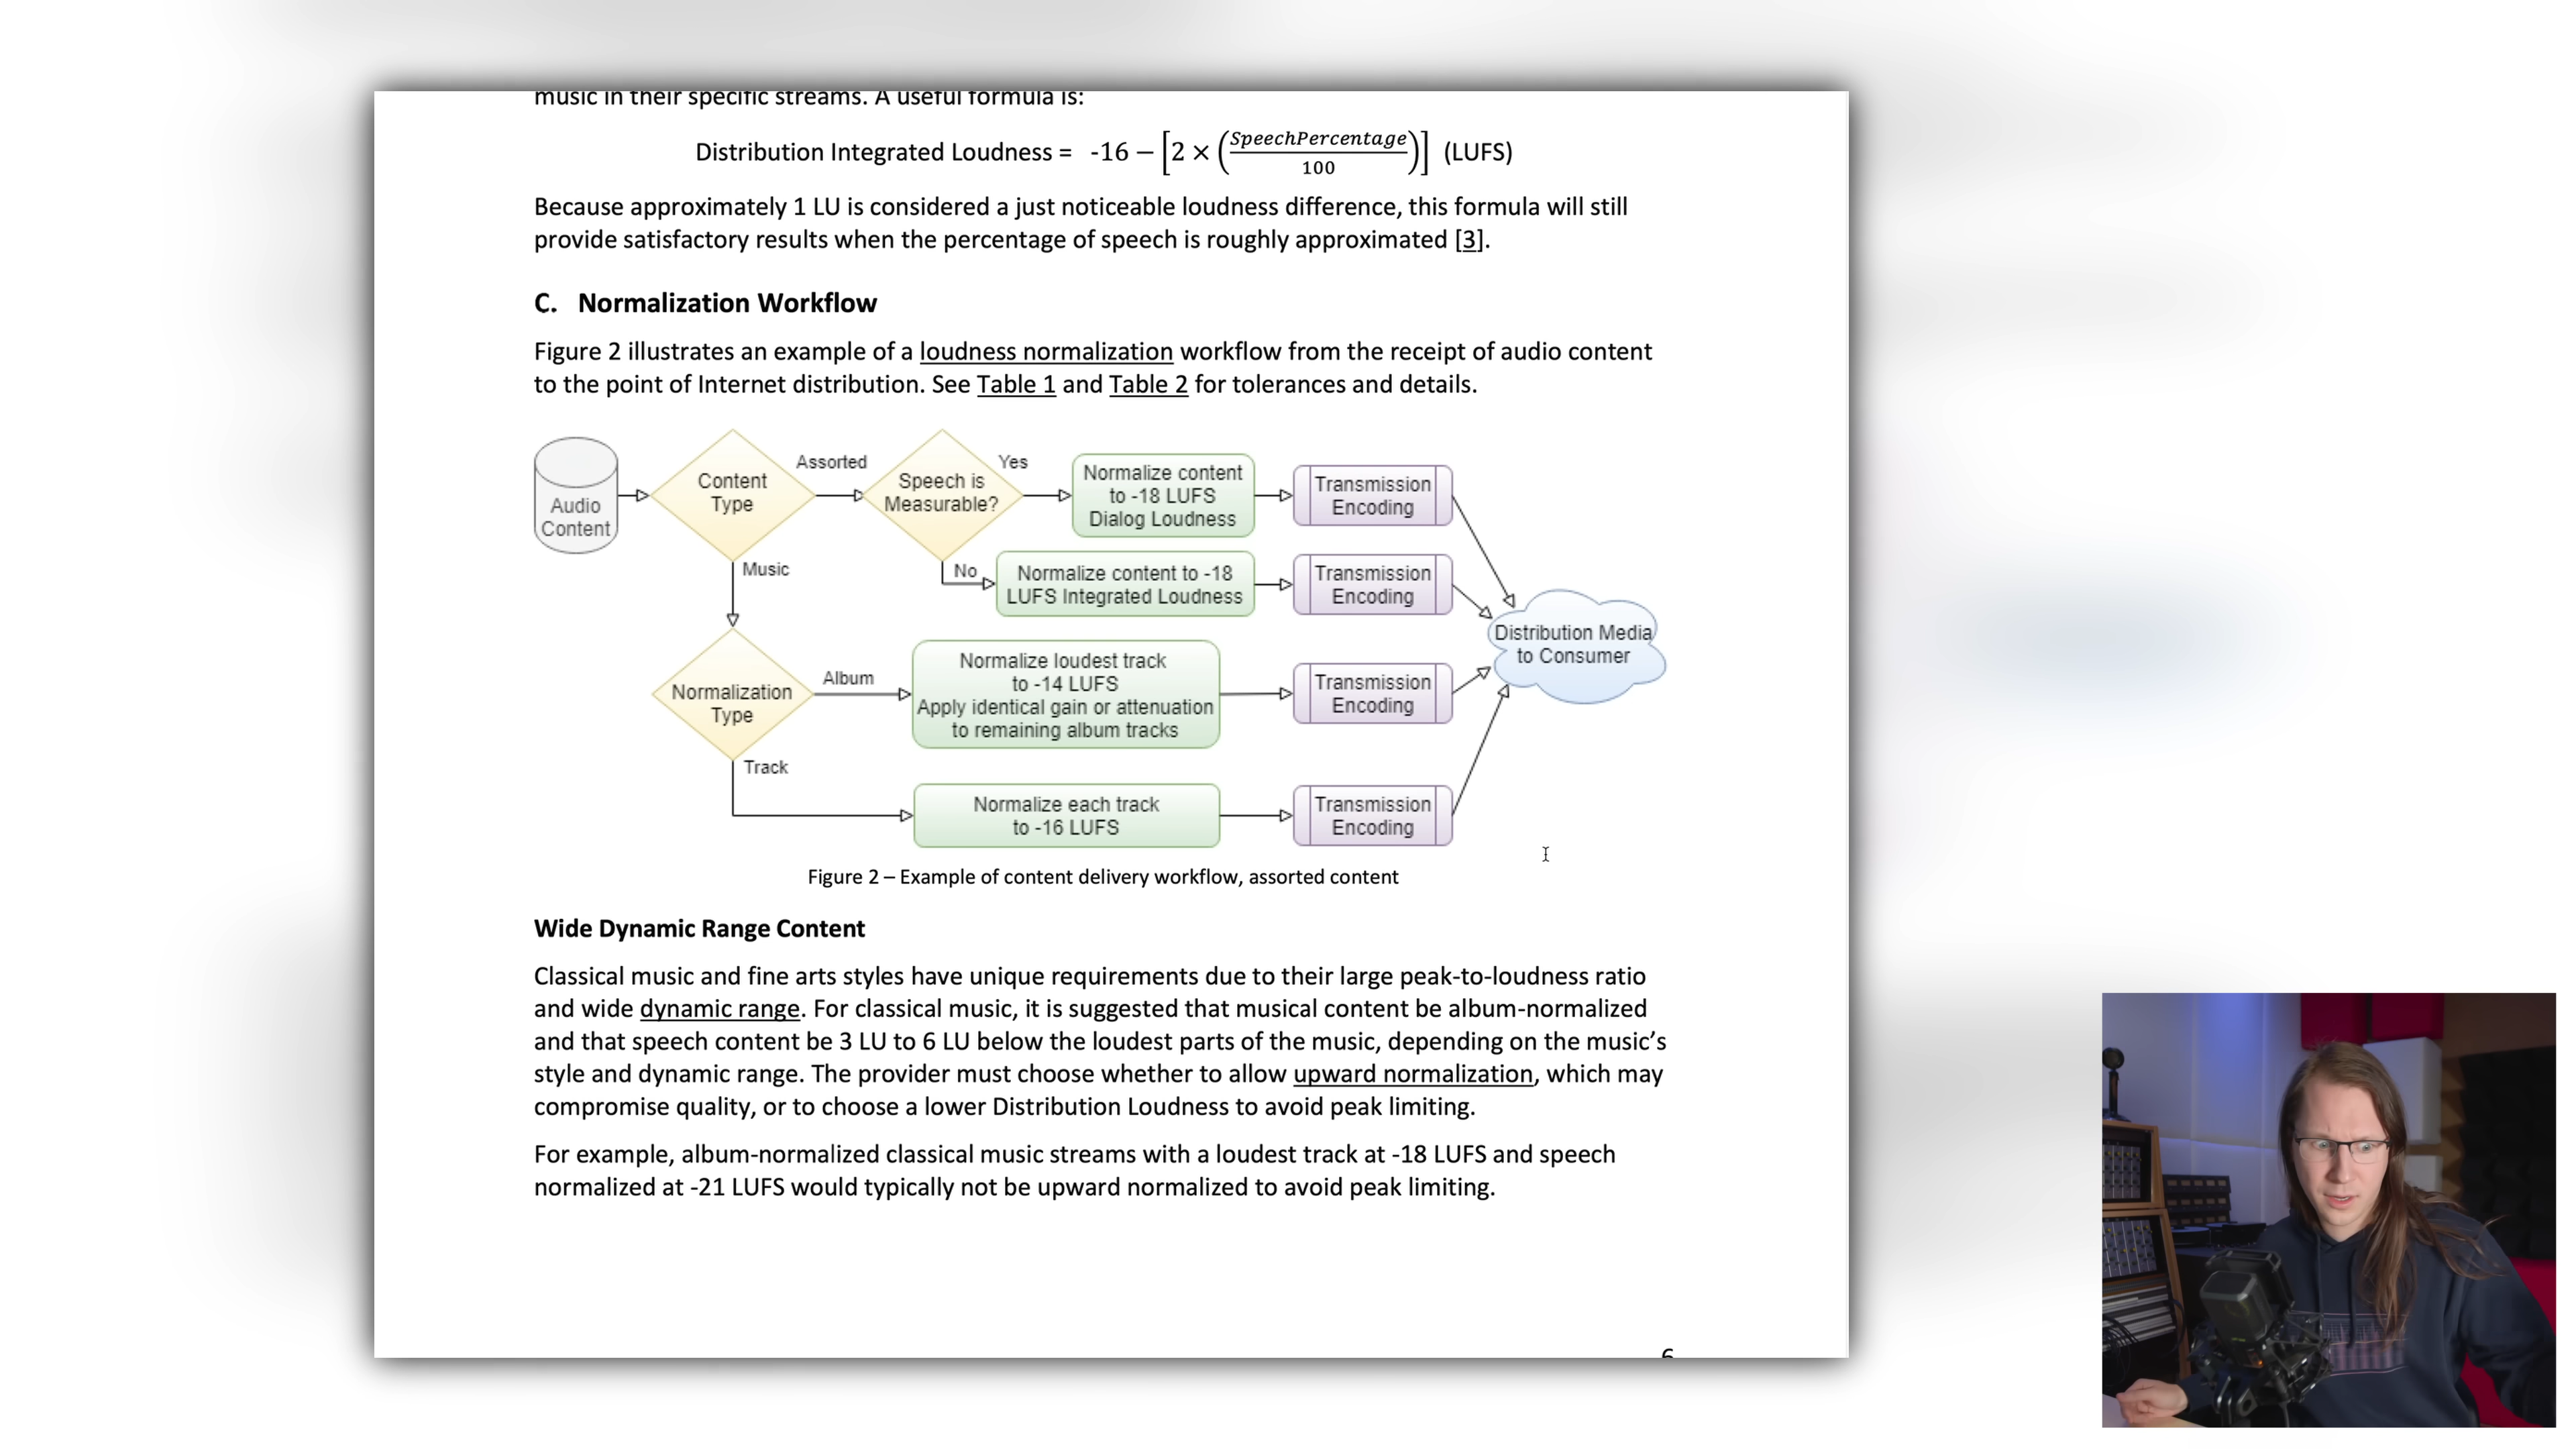 music in their specific streams. A useful formula is:
Distribution Integrated Loudness = -16 − [2 × (SpeechPercentage/100)] (LUFS)
Because approximately 1 LU is considered a just noticeable loudness difference, this formula will still
provide satisfactory results when the percentage of speech is roughly approximated [3].
C. Normalization Workflow
Figure 2 illustrates an example of a loudness normalization workflow from the receipt of audio content
to the point of Internet distribution. See Table 1 and Table 2 for tolerances and details.
Audio
Content
Content
Type
Assorted
Speech is
Measurable?
Yes
Normalize content
to -18 LUFS
Dialog Loudness
Transmission
Encoding
No
Normalize content to -18
LUFS Integrated Loudness
Transmission
Encoding
Music
Distribution Media
to Consumer
Normalization
Type
Album
Normalize loudest track
to -14 LUFS
Apply identical gain or attenuation
to remaining album tracks
Transmission
Encoding
Track
Normalize each track
to -16 LUFS
Transmission
Encoding
Figure 2 – Example of content delivery workflow, assorted content
Wide Dynamic Range Content
Classical music and fine arts styles have unique requirements due to their large peak-to-loudness ratio
and wide dynamic range. For classical music, it is suggested that musical content be album-normalized
and that speech content be 3 LU to 6 LU below the loudest parts of the music, depending on the music’s
style and dynamic range. The provider must choose whether to allow upward normalization, which may
compromise quality, or to choose a lower Distribution Loudness to avoid peak limiting.
For example, album-normalized classical music streams with a loudest track at -18 LUFS and speech
normalized at -21 LUFS would typically not be upward normalized to avoid peak limiting.
6